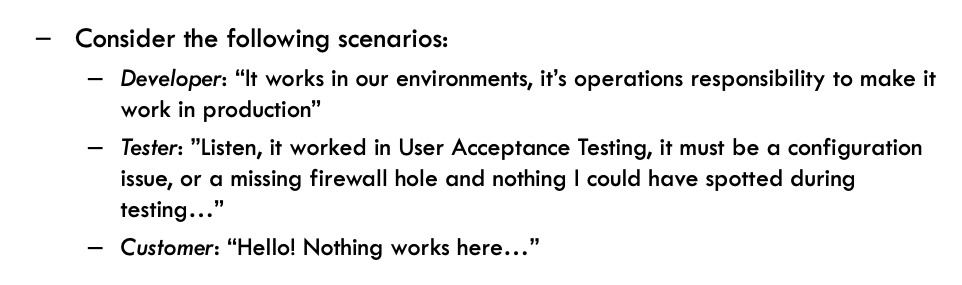 – Consider the following scenarios:
– Developer: “It works in our environments, it’s operations responsibility to make it
work in production”
– Tester: ”Listen, it worked in User Acceptance Testing, it must be a configuration
issue, or a missing firewall hole and nothing I could have spotted during
testing…”
– Customer: “Hello! Nothing works here…”